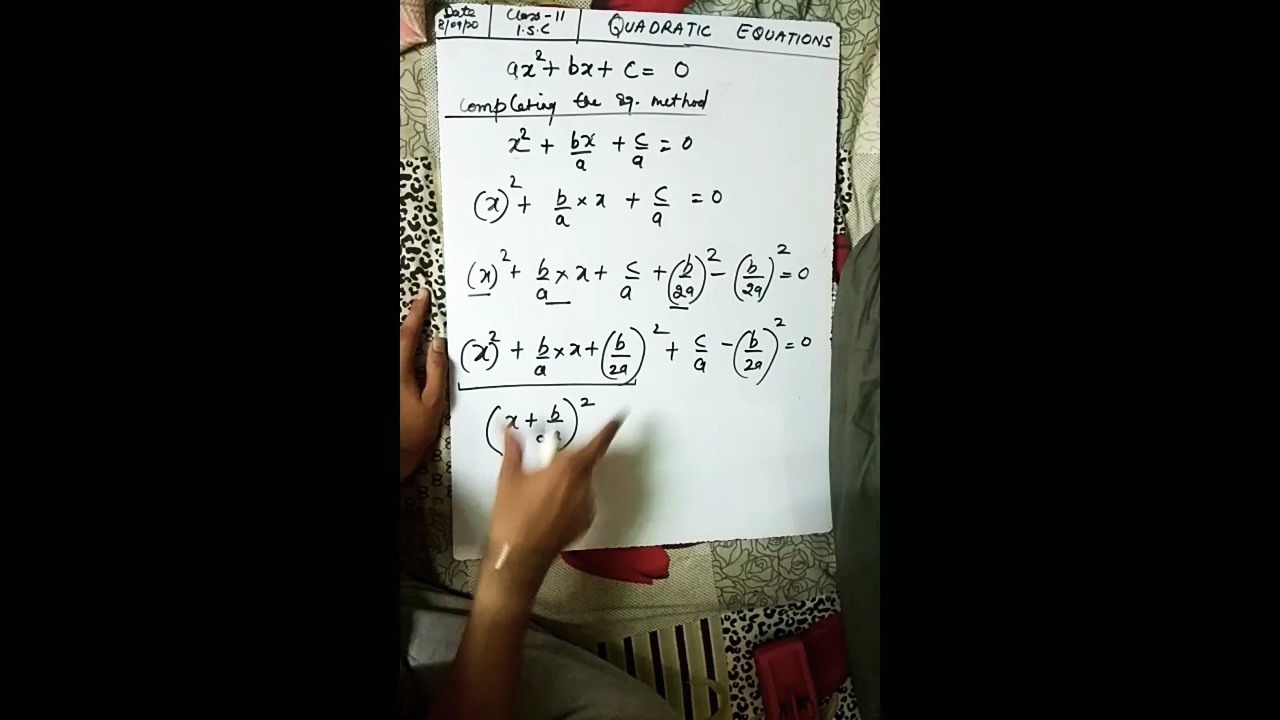 Date 8/09/20
Class-11 I.S.C
QUADRATIC EQUATIONS
ax² + bx + c = 0
completing the sq. method
x² + bx/a + c/a = 0
(x)² + b/a × x + c/a = 0
(x)² + b/a × x + c/a + (b/2a)² - (b/2a)² = 0
(x)² + b/a × x + (b/2a)² + c/a - (b/2a)² = 0
(x + b/)²